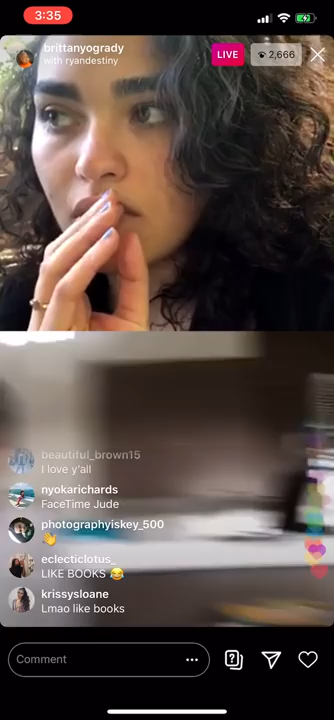 3:35
brittanyogrady
with ryandestiny
LIVE
2,666
beautiful_brown15
I love y'all
nyokarichards
FaceTime Jude
photographyiskey_500
👋
eclecticlotus_
LIKE BOOKS 😂
krissysloane
Lmao like books
Comment